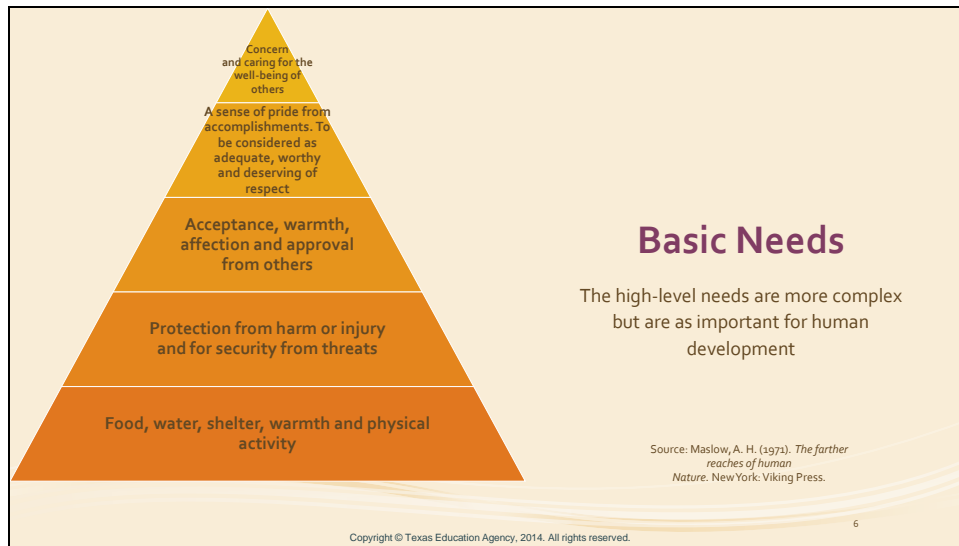 Concern
and caring for the
well-being of
others
A sense of pride from
accomplishments. To
be considered as
adequate, worthy
and deserving of
respect
Acceptance, warmth,
affection and approval
from others
Protection from harm or injury
and for security from threats
Food, water, shelter, warmth and physical
activity
Basic Needs
The high-level needs are more complex
but are as important for human
development
Source: Maslow, A. H. (1971). The farther
reaches of human
Nature. New York: Viking Press.
6
Copyright © Texas Education Agency, 2014. All rights reserved.